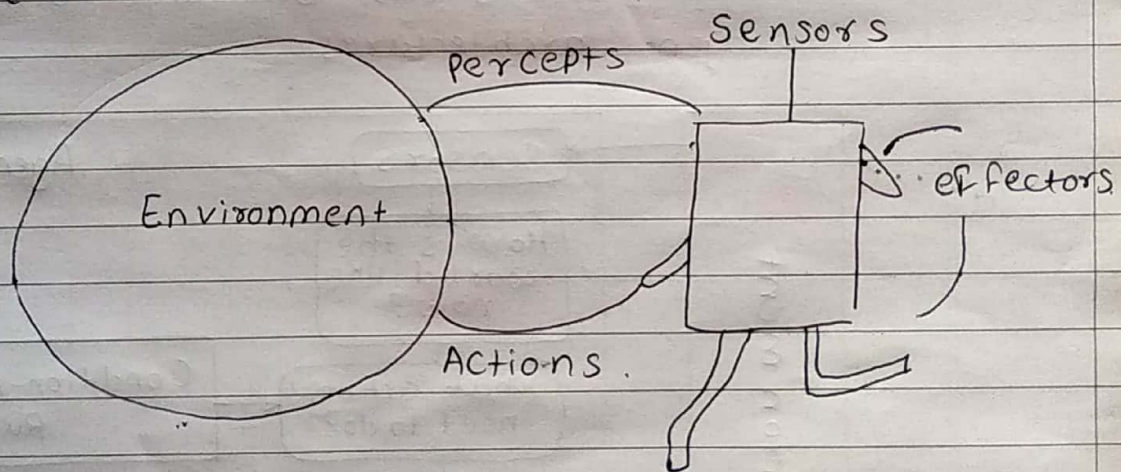 Sensors
Percepts
Environment
effectors.
Actions.